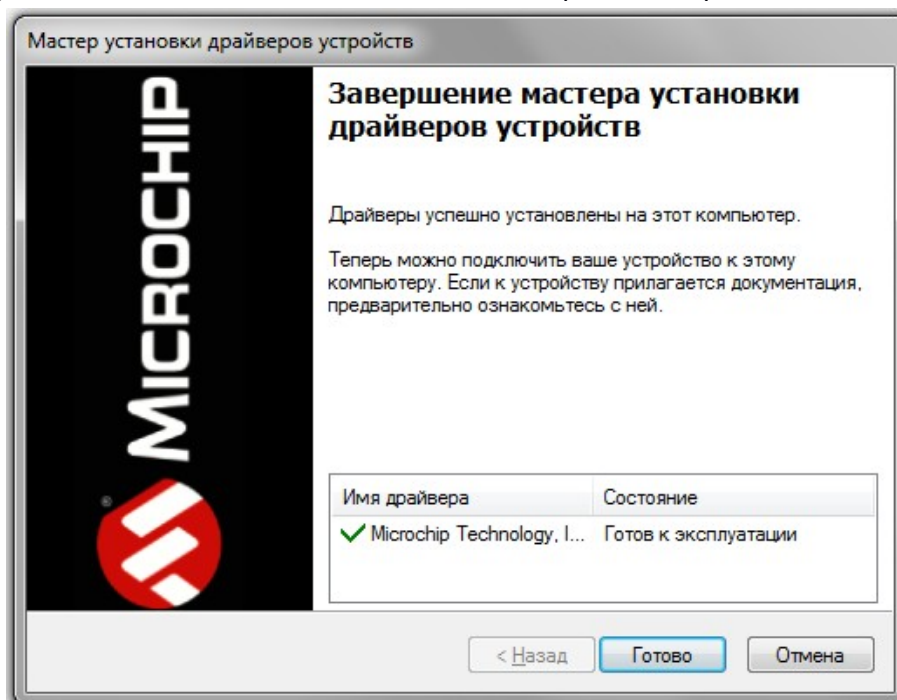 Мастер установки драйверов устройств
MICROCHIP
®
Завершение мастера установки
драйверов устройств
Драйверы успешно установлены на этот компьютер.
Теперь можно подключить ваше устройство к этому
компьютеру. Если к устройству прилагается документация,
предварительно ознакомьтесь с ней.
Имя драйвера Состояние
Microchip Technology, I... Готов к эксплуатации
< Назад Готово Отмена